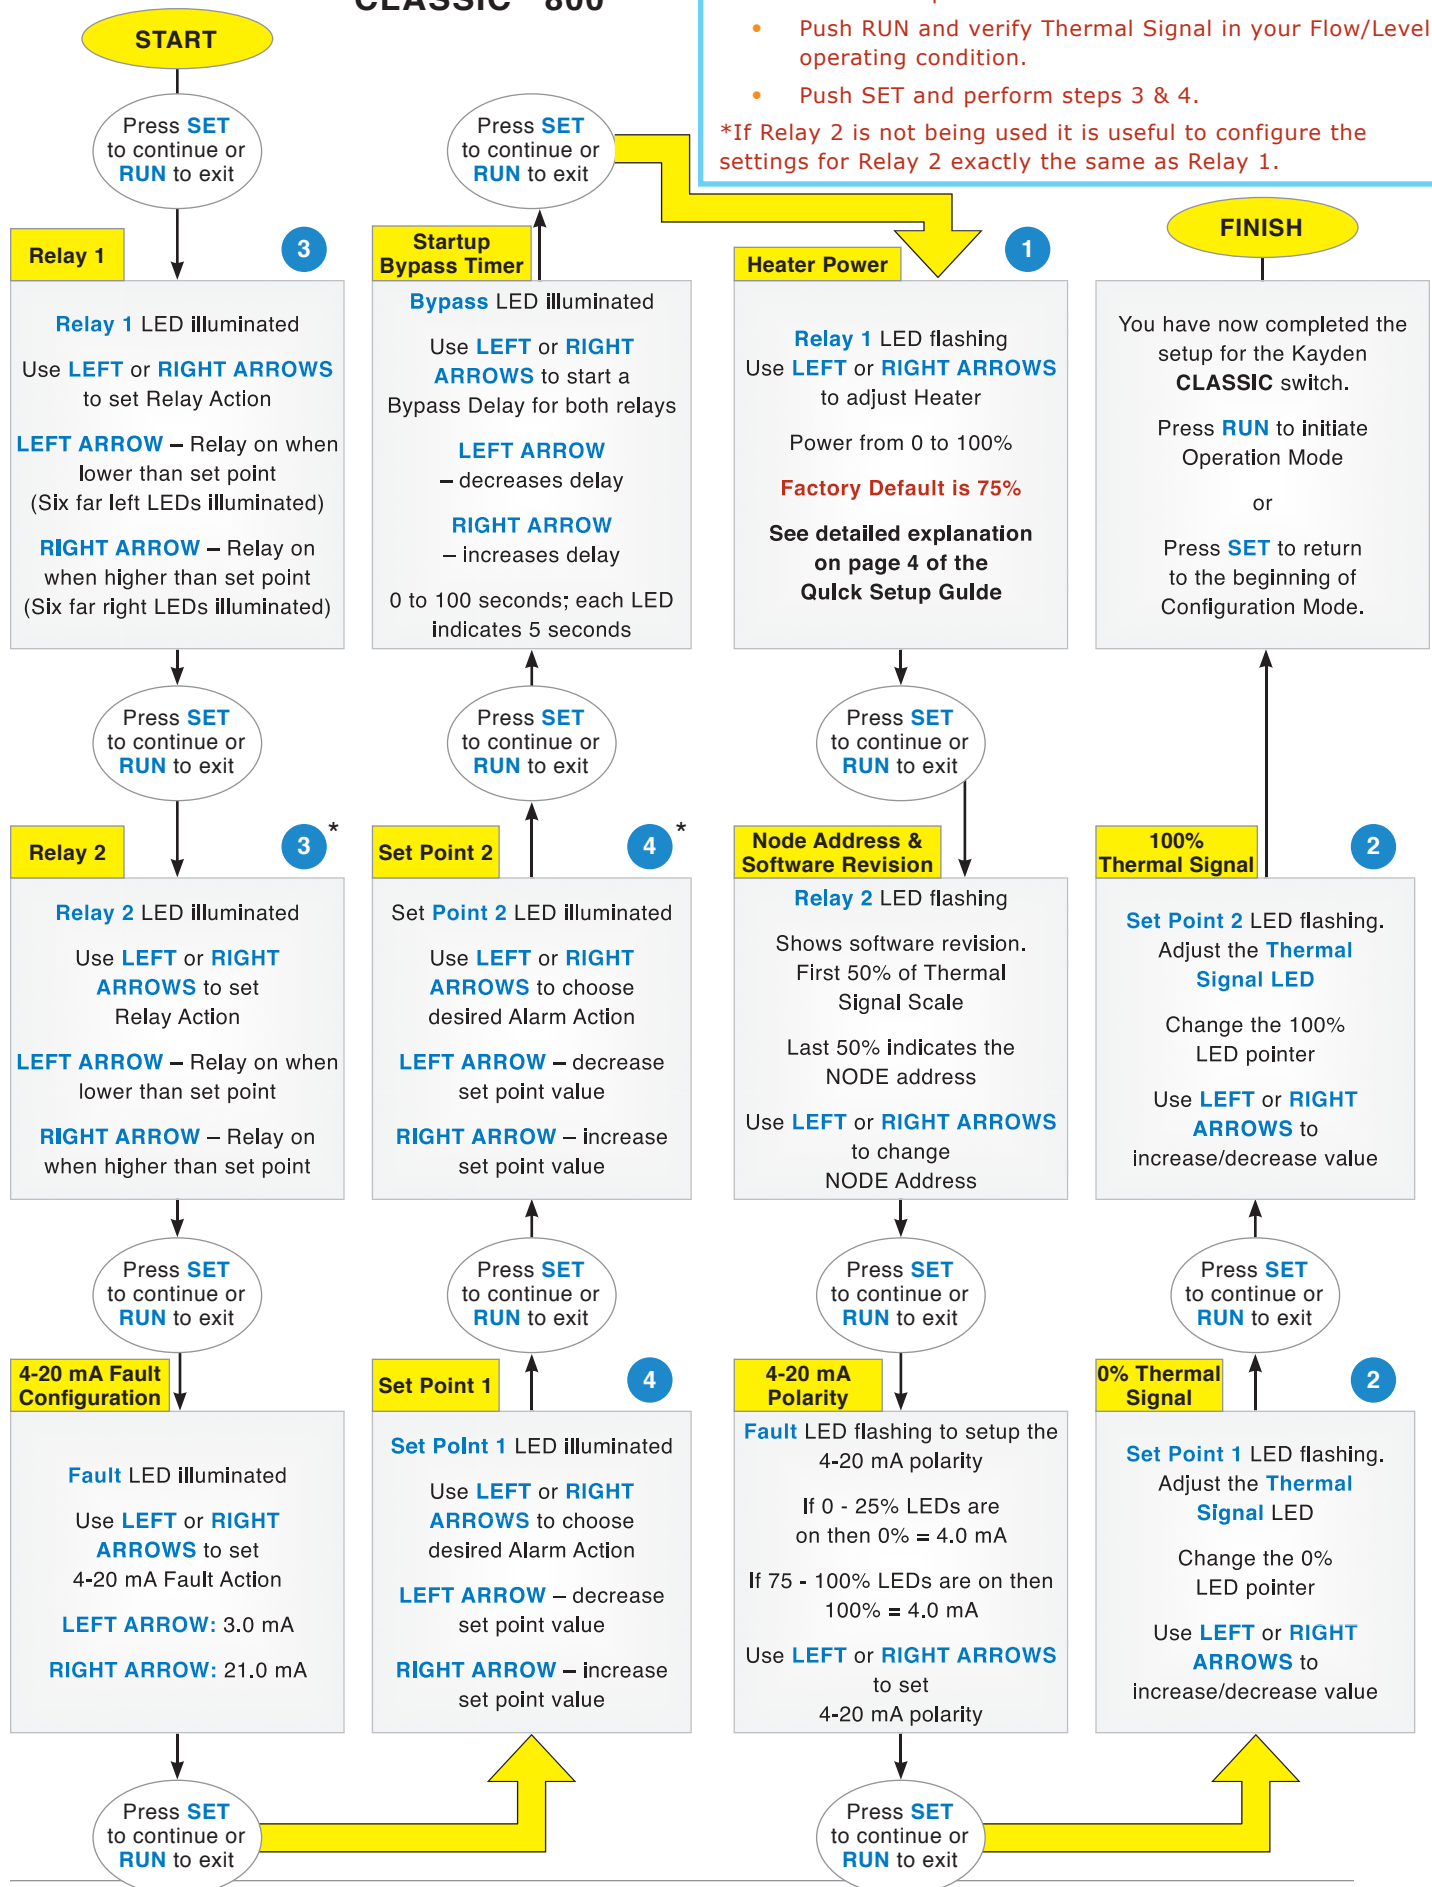 CLASSIC 800
• Push RUN and verify Thermal Signal in your Flow/Level
operating condition.
• Push SET and perform steps 3 & 4.
*If Relay 2 is not being used it is useful to configure the
settings for Relay 2 exactly the same as Relay 1.
START
Press SET
to continue or
RUN to exit
Relay 1
3
Relay 1 LED illuminated
Use LEFT or RIGHT ARROWS
to set Relay Action
LEFT ARROW – Relay on when
lower than set point
(Six far left LEDs illuminated)
RIGHT ARROW – Relay on
when higher than set point
(Six far right LEDs illuminated)
Press SET
to continue or
RUN to exit
Relay 2
3 *
Relay 2 LED illuminated
Use LEFT or RIGHT
ARROWS to set
Relay Action
LEFT ARROW – Relay on when
lower than set point
RIGHT ARROW – Relay on
when higher than set point
Press SET
to continue or
RUN to exit
4-20 mA Fault
Configuration
Fault LED illuminated
Use LEFT or RIGHT
ARROWS to set
4-20 mA Fault Action
LEFT ARROW: 3.0 mA
RIGHT ARROW: 21.0 mA
Press SET
to continue or
RUN to exit
Set Point 1
4
Set PoInt 1 LED illuminated
Use LEFT or RIGHT
ARROWS to choose
desired Alarm Action
LEFT ARROW – decrease
set point value
RIGHT ARROW – increase
set point value
Press SET
to continue or
RUN to exit
Set Point 2
4 *
Set Point 2 LED illuminated
Use LEFT or RIGHT
ARROWS to choose
desired Alarm Action
LEFT ARROW – decrease
set point value
RIGHT ARROW – increase
set point value
Press SET
to continue or
RUN to exit
Startup
Bypass Timer
Bypass LED illuminated
Use LEFT or RIGHT
ARROWS to start a
Bypass Delay for both relays
LEFT ARROW
– decreases delay
RIGHT ARROW
– increases delay
0 to 100 seconds; each LED
indicates 5 seconds
Press SET
to continue or
RUN to exit
Heater Power
1
Relay 1 LED flashing
Use LEFT or RIGHT ARROWS
to adjust Heater
Power from 0 to 100%
Factory Default is 75%
See detailed explanation
on page 4 of the
QuIck Setup GuIde
Press SET
to continue or
RUN to exit
Node Address &
Software Revision
Relay 2 LED flashing
Shows software revision.
First 50% of Thermal
Signal Scale
Last 50% indicates the
NODE address
Use LEFT or RIGHT ARROWS
to change
NODE Address
Press SET
to continue or
RUN to exit
4-20 mA
Polarity
Fault LED flashing to setup the
4-20 mA polarity
If 0 - 25% LEDs are
on then 0% = 4.0 mA
If 75 - 100% LEDs are on then
100% = 4.0 mA
Use LEFT or RIGHT ARROWS
to set
4-20 mA polarity
Press SET
to continue or
RUN to exit
0% Thermal
Signal
2
Set Point 1 LED flashing.
Adjust the Thermal
Signal LED
Change the 0%
LED pointer
Use LEFT or RIGHT
ARROWS to
increase/decrease value
Press SET
to continue or
RUN to exit
100%
Thermal Signal
2
Set Point 2 LED flashing.
Adjust the Thermal
Signal LED
Change the 100%
LED pointer
Use LEFT or RIGHT
ARROWS to
increase/decrease value
FINISH
You have now completed the
setup for the Kayden
CLASSIC switch.
Press RUN to initiate
Operation Mode
or
Press SET to return
to the beginning of
Configuration Mode.